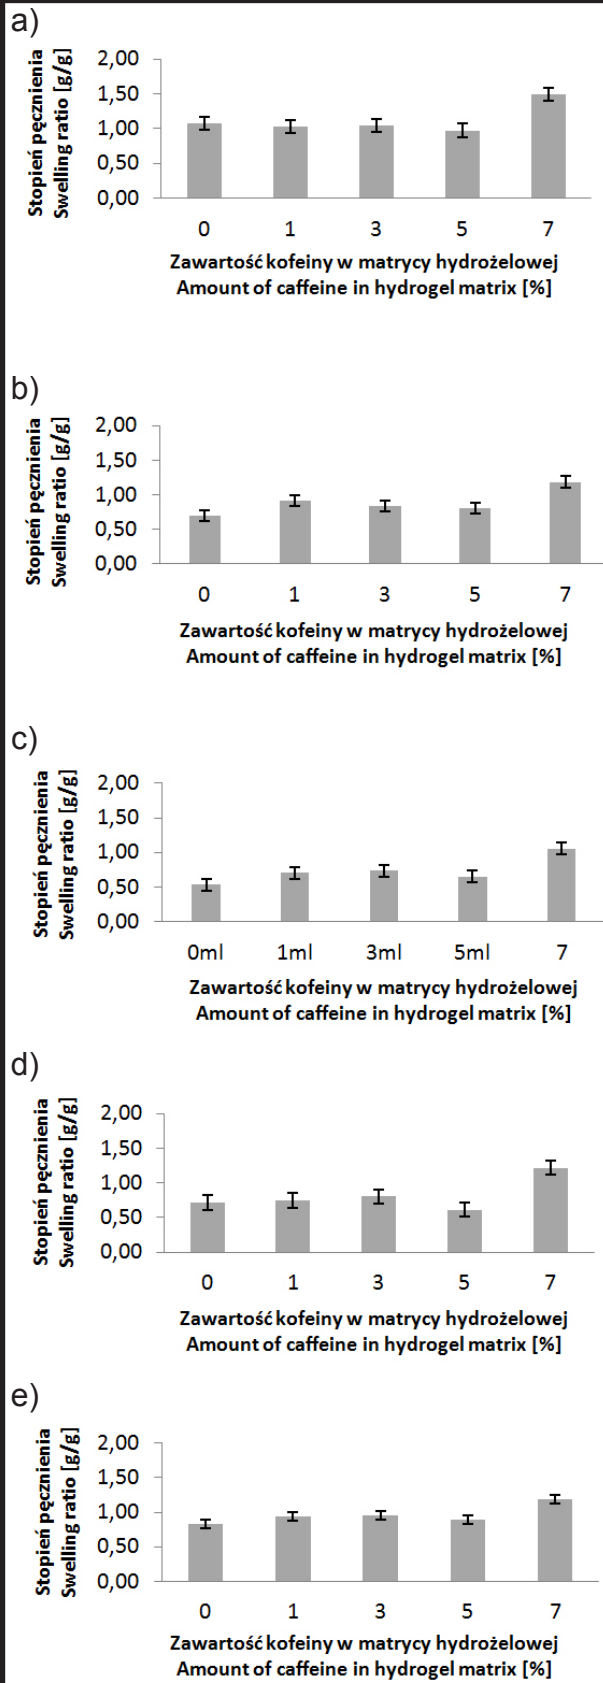 a)
Stopień pęcznienia
Swelling ratio [g/g]
2,00
1,50
1,00
0,50
0,00
0 1 3 5 7
Zawartość kofeiny w matrycy hydrożelowej
Amount of caffeine in hydrogel matrix [%]
b)
Stopień pęcznienia
Swelling ratio [g/g]
2,00
1,50
1,00
0,50
0,00
0 1 3 5 7
Zawartość kofeiny w matrycy hydrożelowej
Amount of caffeine in hydrogel matrix [%]
c)
Stopień pęcznienia
Swelling ratio [g/g]
2,00
1,50
1,00
0,50
0,00
0ml 1ml 3ml 5ml 7
Zawartość kofeiny w matrycy hydrożelowej
Amount of caffeine in hydrogel matrix [%]
d)
Stopień pęcznienia
Swelling ratio [g/g]
2,00
1,50
1,00
0,50
0,00
0 1 3 5 7
Zawartość kofeiny w matrycy hydrożelowej
Amount of caffeine in hydrogel matrix [%]
e)
Stopień pęcznienia
Swelling ratio [g/g]
2,00
1,50
1,00
0,50
0,00
0 1 3 5 7
Zawartość kofeiny w matrycy hydrożelowej
Amount of caffeine in hydrogel matrix [%]